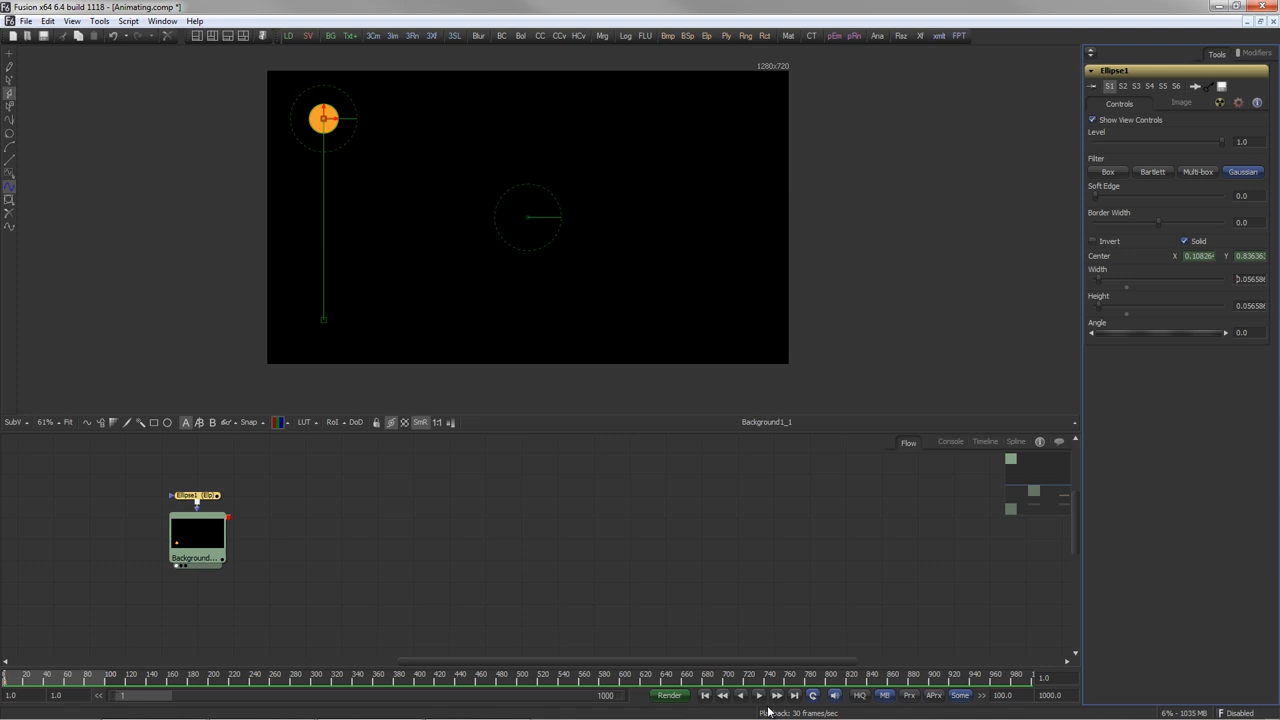 Fusion x64 6.4 build 1118 - [Animating.comp *]
File Edit View Tools Script Window Help
LD SV BG Txt+ 3Cm 3Im 3Rn 3Xf 3SL Blur BC Bol CC CCv HCv Mrg Log FLU Bmp BSp Elp Ply Rng Rct Mat CT pEm pRn Ana Rsz Xf xmlt FPT
Tools Modifiers
1280x720
Ellipse1
S1 S2 S3 S4 S5 S6
Controls Image
Show View Controls
Level
1.0
Filter
Box Bartlett Multi-box Gaussian
Soft Edge
0.0
Border Width
0.0
Invert Solid
Center X 0.10826 Y 0.83636
Width
0.056586
Height
0.056586
Angle
0.0
SubV 61% Fit A A|B B Snap LUT RoI DoD SmR 1:1 Background1_1
Flow Console Timeline Spline
Ellipse1 (Elp)
Background...
20 40 60 80 100 120 140 160 180 200 220 240 260 280 300 320 340 360 380 400 420 440 460 480 500 520 540 560 580 600 620 640 660 680 700 720 740 760 780 800 820 840 860 880 900 920 940 960 980 1.0
1.0 1.0 << 1 1000 Render HiQ MB Prx APrx Some >> 100.0 1000.0
Playback: 30 frames/sec
6% - 1035 MB Disabled